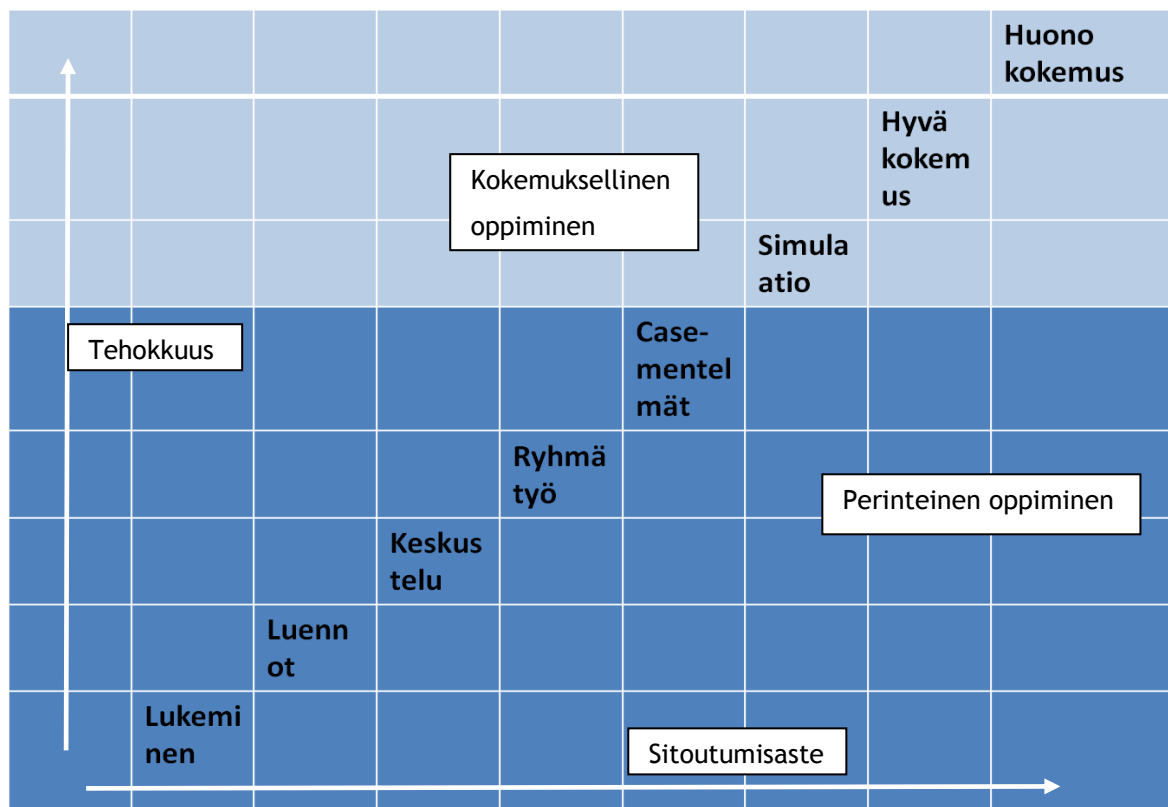 Huono
kokemus
Hyvä
kokem
us
Kokemuksellinen
oppiminen
Simula
atio
Tehokkuus
Case-
mentel
mät
Ryhmä
työ
Perinteinen oppiminen
Keskus
telu
Luenn
ot
Lukemi
nen
Sitoutumisaste